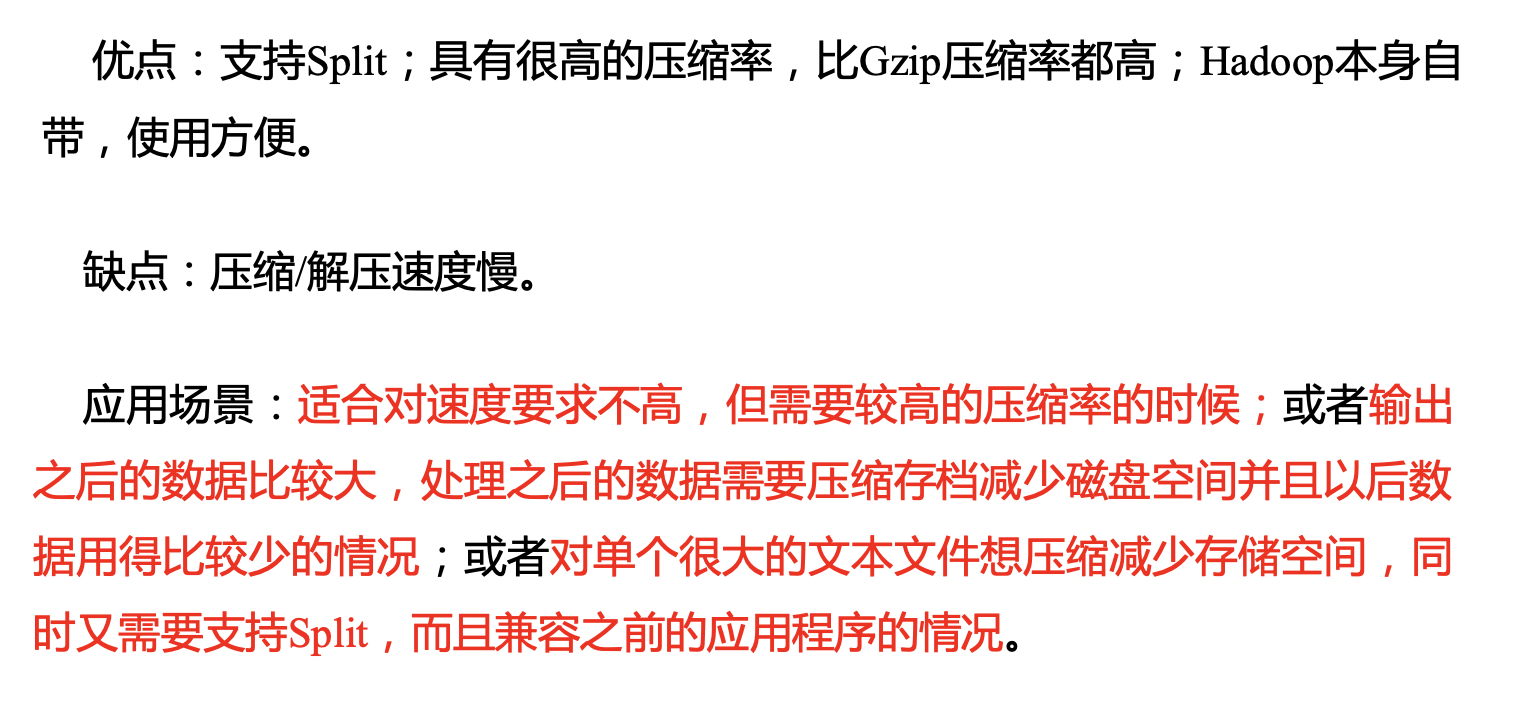 优点：支持Split；具有很高的压缩率，比Gzip压缩率都高；Hadoop本身自
带，使用方便。
缺点：压缩/解压速度慢。
应用场景：适合对速度要求不高，但需要较高的压缩率的时候；或者输出
之后的数据比较大，处理之后的数据需要压缩存档减少磁盘空间并且以后数
据用得比较少的情况；或者对单个很大的文本文件想压缩减少存储空间，同
时又需要支持Split，而且兼容之前的应用程序的情况。